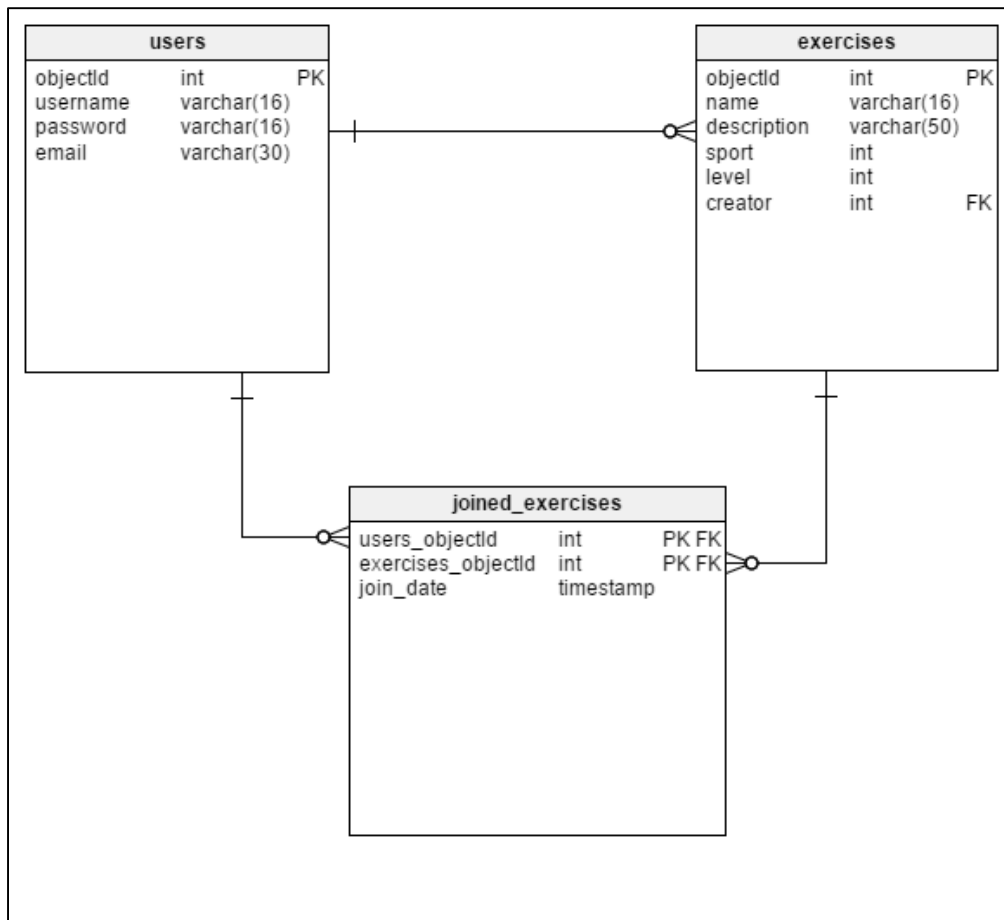 users
objectId int PK
username varchar(16)
password varchar(16)
email varchar(30)
exercises
objectId int PK
name varchar(16)
description varchar(50)
sport int
level int
creator int FK
joined_exercises
users_objectId int PK FK
exercises_objectId int PK FK
join_date timestamp